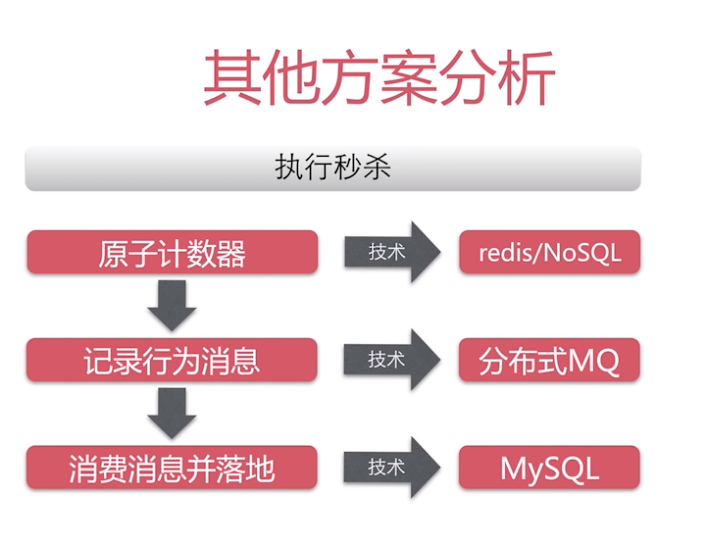 其他方案分析
执行秒杀
原子计数器
技术
redis/NoSQL
记录行为消息
技术
分布式MQ
消费消息并落地
技术
MySQL